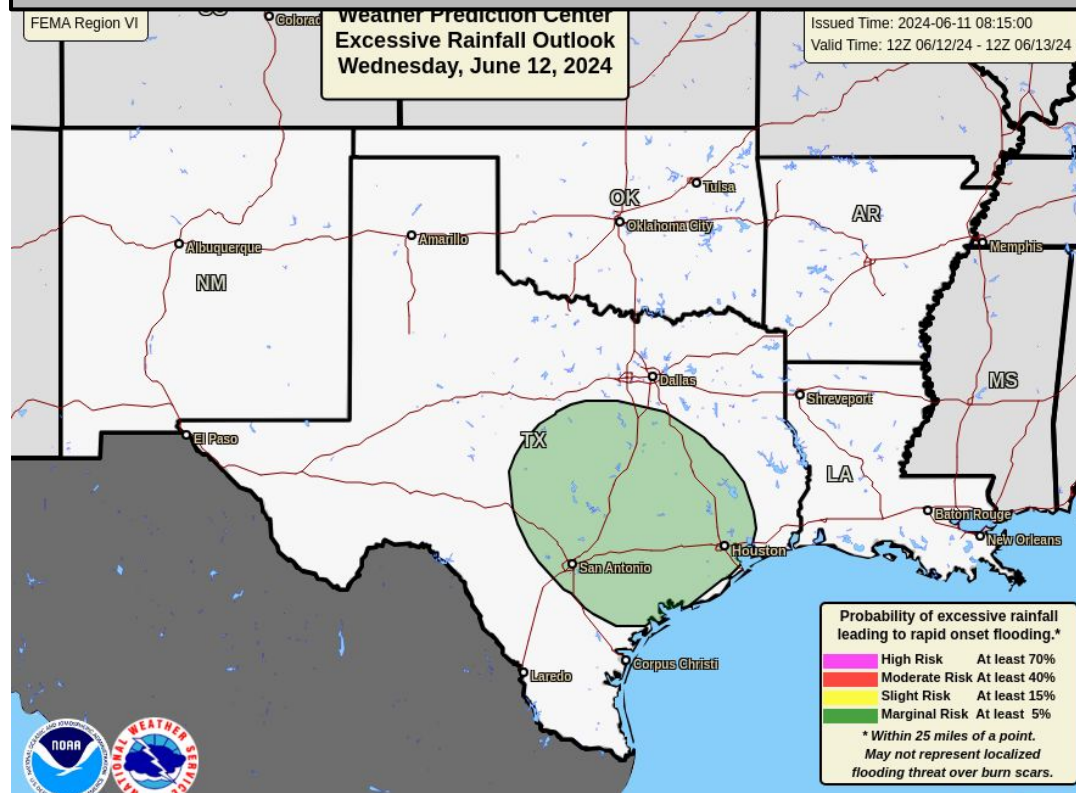 FEMA Region VI
Weather Prediction Center
Excessive Rainfall Outlook
Wednesday, June 12, 2024
Issued Time: 2024-06-11 08:15:00
Valid Time: 12Z 06/12/24 - 12Z 06/13/24
Tulsa
OK
AR
Oklahoma City
Amarillo
Albuquerque
Memphis
NM
Dallas
MS
Shreveport
El Paso
TX
LA
Baton Rouge
New Orleans
Houston
San Antonio
Corpus Christi
Laredo
Probability of excessive rainfall
leading to rapid onset flooding.*
High Risk At least 70%
Moderate Risk At least 40%
Slight Risk At least 15%
Marginal Risk At least 5%
* Within 25 miles of a point.
May not represent localized
flooding threat over burn scars.
NOAA
NATIONAL WEATHER SERVICE